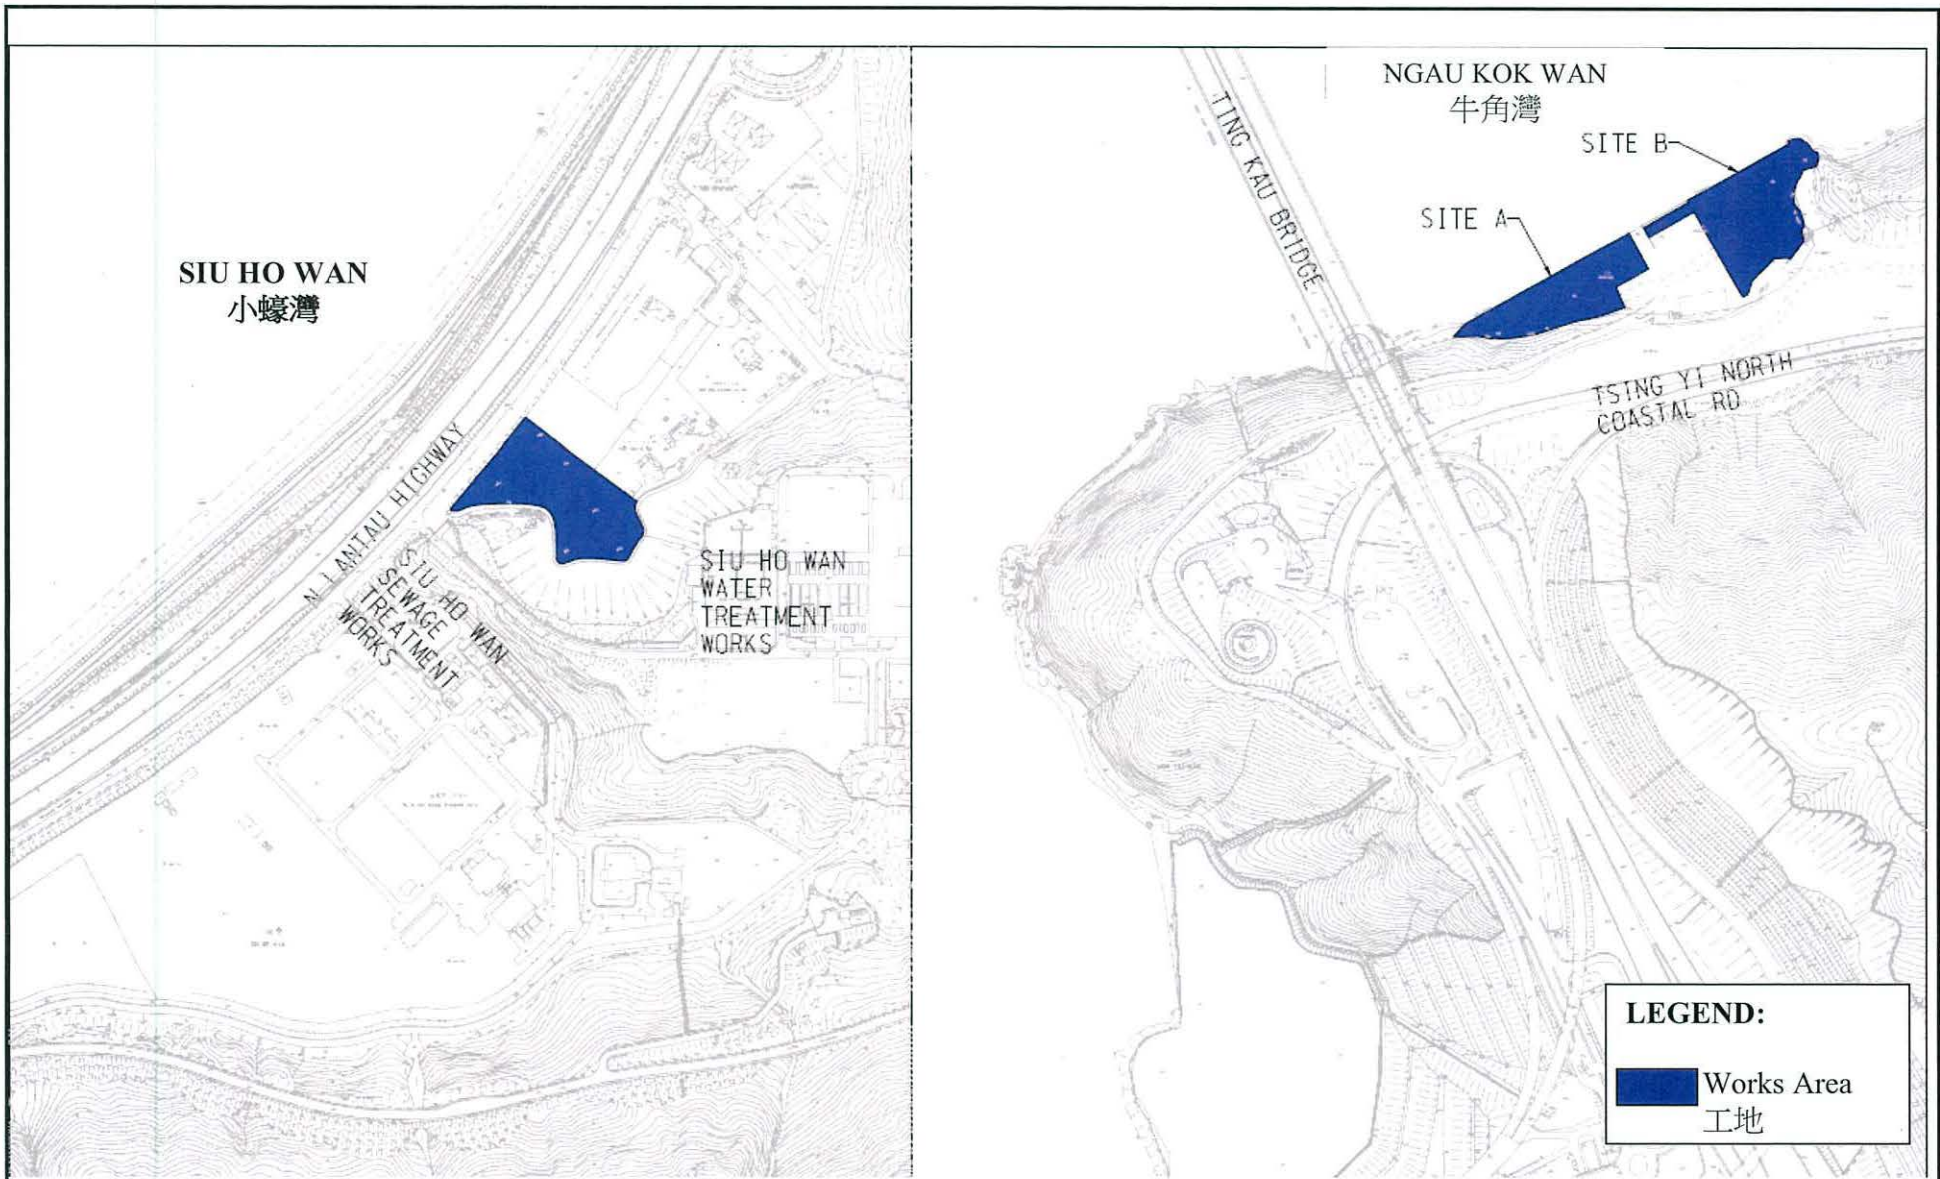 SIU HO WAN
小蠔灣
N LANTAU HIGHWAY
SIU HO WAN
SEWAGE
TREATMENT
WORKS
SIU HO WAN
WATER
TREATMENT
WORKS
NGAU KOK WAN
牛角灣
SITE B
SITE A
TING KAU BRIDGE
TSING YI NORTH
COASTAL RD
LEGEND:
Works Area
工地